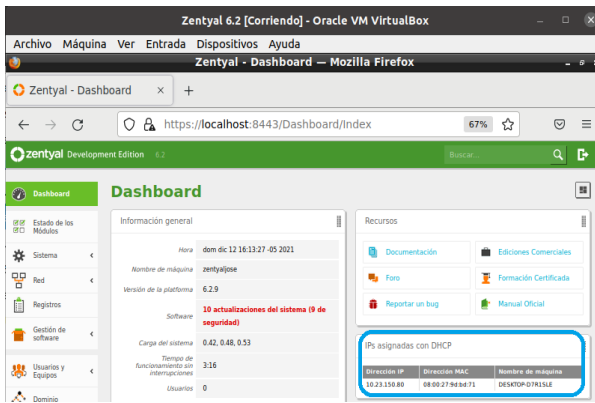 Zentyal 6.2 [Corriendo] - Oracle VM VirtualBox
Archivo Máquina Ver Entrada Dispositivos Ayuda
Zentyal - Dashboard — Mozilla Firefox
Zentyal - Dashboard
https://localhost:8443/Dashboard/Index
67%
zentyal Development Edition 6.2
Buscar...
Dashboard
Estado de los
Módulos
Sistema
Red
Registros
Gestión de
software
Usuarios y
Equipos
Dominio
Dashboard
Información general
Hora dom dic 12 16:13:27 -05 2021
Nombre de máquina zentyaljose
Versión de la plataforma 6.2.9
Software 10 actualizaciones del sistema (9 de
seguridad)
Carga del sistema 0.42, 0.48, 0.53
Tiempo de
funcionamiento sin
interrupciones 3:16
Usuarios 0
Recursos
Documentación Ediciones Comerciales
Foro Formación Certificada
Reportar un bug Manual Oficial
IPs asignadas con DHCP
Dirección IP Dirección MAC Nombre de máquina
10.23.150.80 08:00:27:9d:bd:71 DESKTOP-D7R1SLE